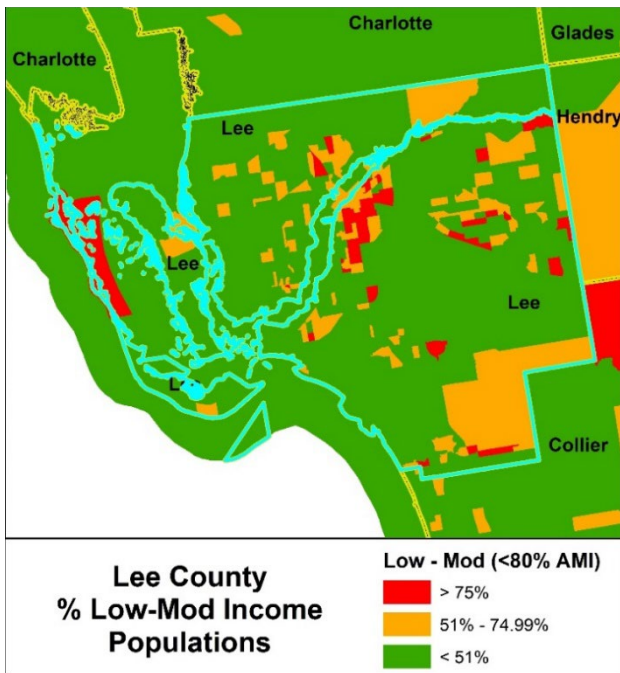 Charlotte
Glades
Charlotte
Lee
Hendry
Lee
Lee
Collier
Lee County
% Low-Mod Income
Populations
Low - Mod (<80% AMI)
> 75%
51% - 74.99%
< 51%